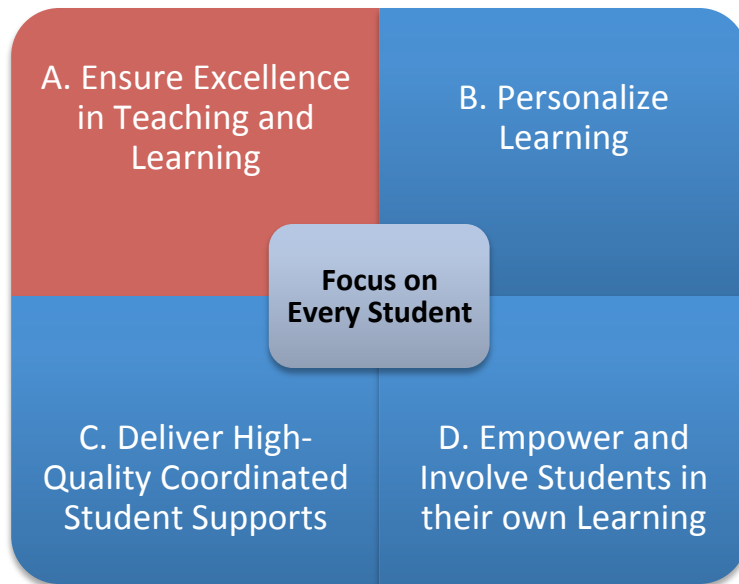 A. Ensure Excellence
in Teaching and
Learning
B. Personalize
Learning
Focus on
Every Student
C. Deliver High-
Quality Coordinated
Student Supports
D. Empower and
Involve Students in
their own Learning